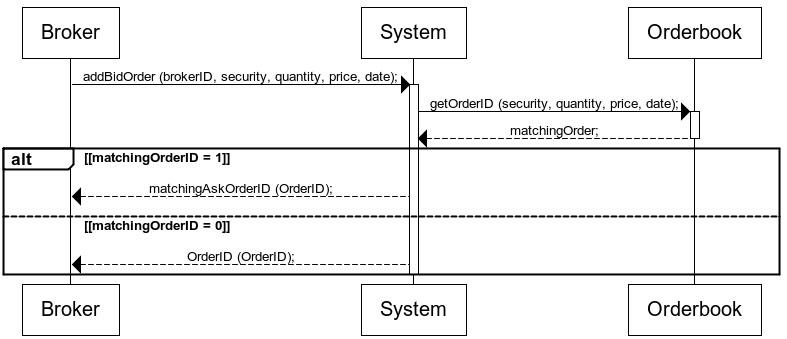 Broker
System
Orderbook
addBidOrder (brokerID, security, quantity, price, date);
getOrderID (security, quantity, price, date);
matchingOrder;
alt
[[matchingOrderID = 1]]
matchingAskOrderID (OrderID);
[[matchingOrderID = 0]]
OrderID (OrderID);
Broker
System
Orderbook